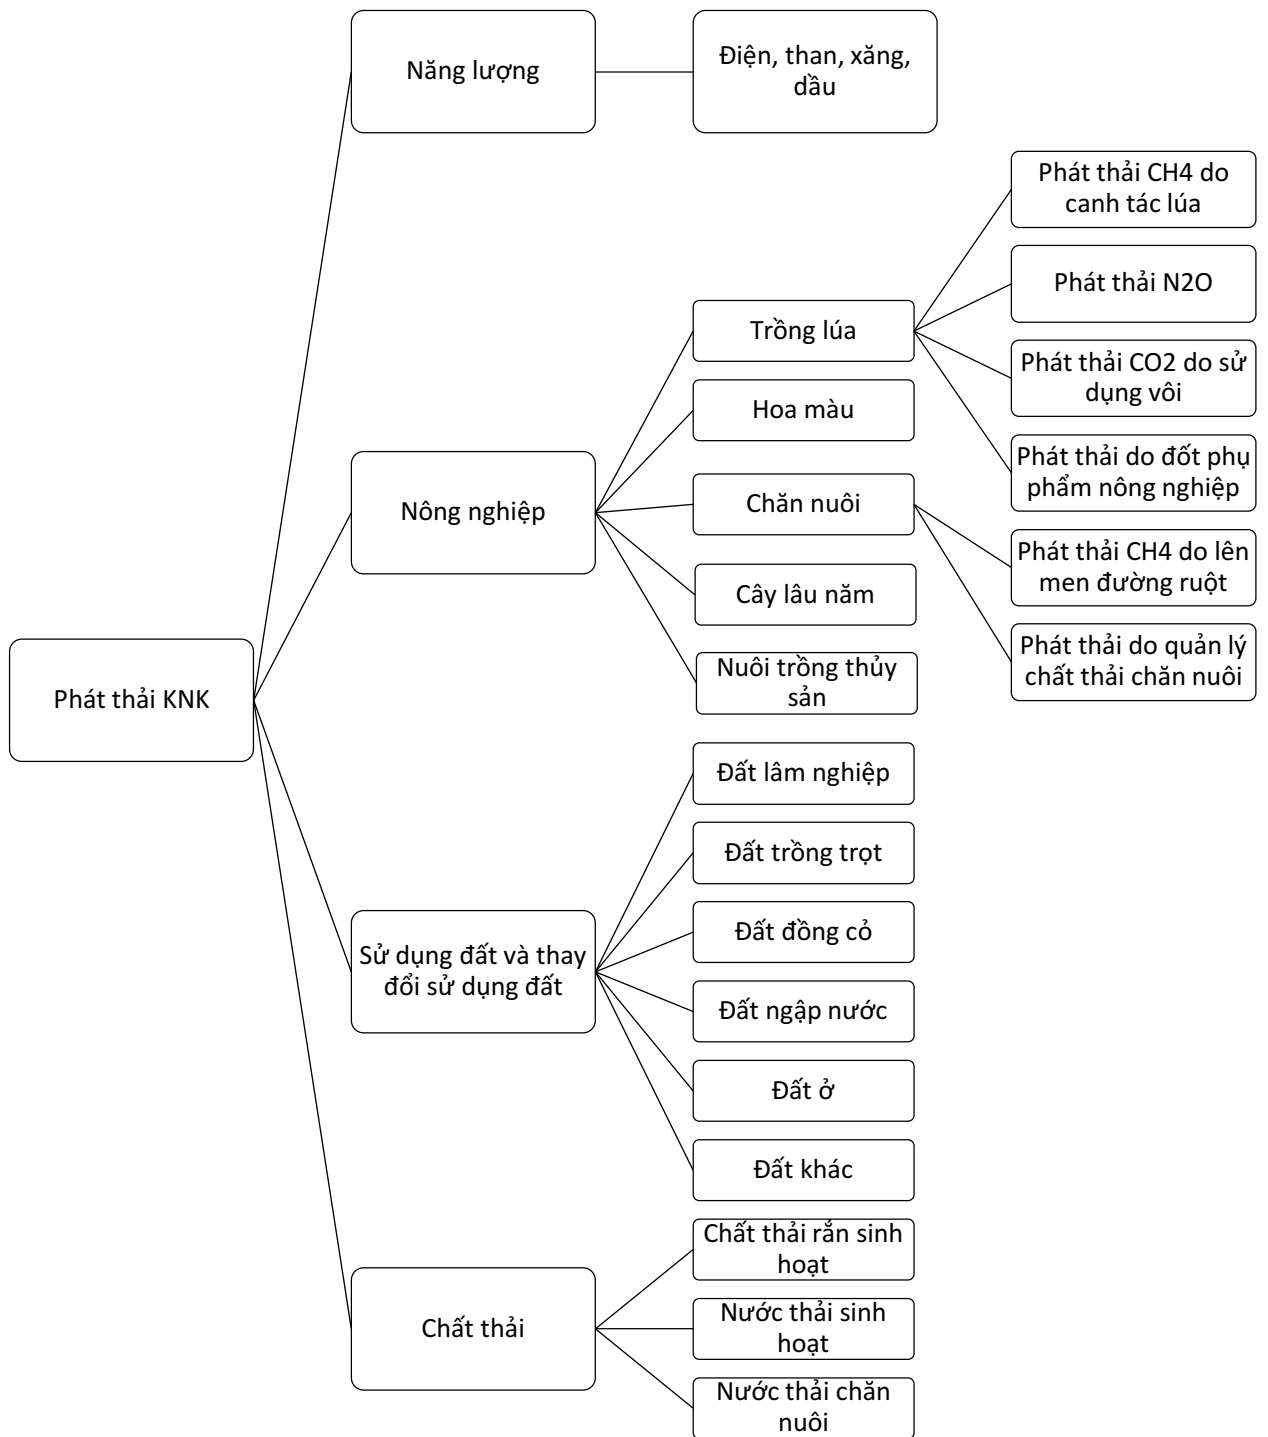 Năng lượng
Điện, than, xăng,
dầu
Phát thải CH4 do
canh tác lúa
Phát thải N2O
Trồng lúa
Phát thải CO2 do sử
dụng vôi
Hoa màu
Phát thải do đốt phụ
phẩm nông nghiệp
Nông nghiệp
Chăn nuôi
Phát thải CH4 do lên
men đường ruột
Cây lâu năm
Phát thải do quản lý
chất thải chăn nuôi
Nuôi trồng thủy
sản
Phát thải KNK
Đất lâm nghiệp
Đất trồng trọt
Đất đồng cỏ
Sử dụng đất và thay
đổi sử dụng đất
Đất ngập nước
Đất ở
Đất khác
Chất thải rắn sinh
hoạt
Chất thải
Nước thải sinh
hoạt
Nước thải chăn
nuôi